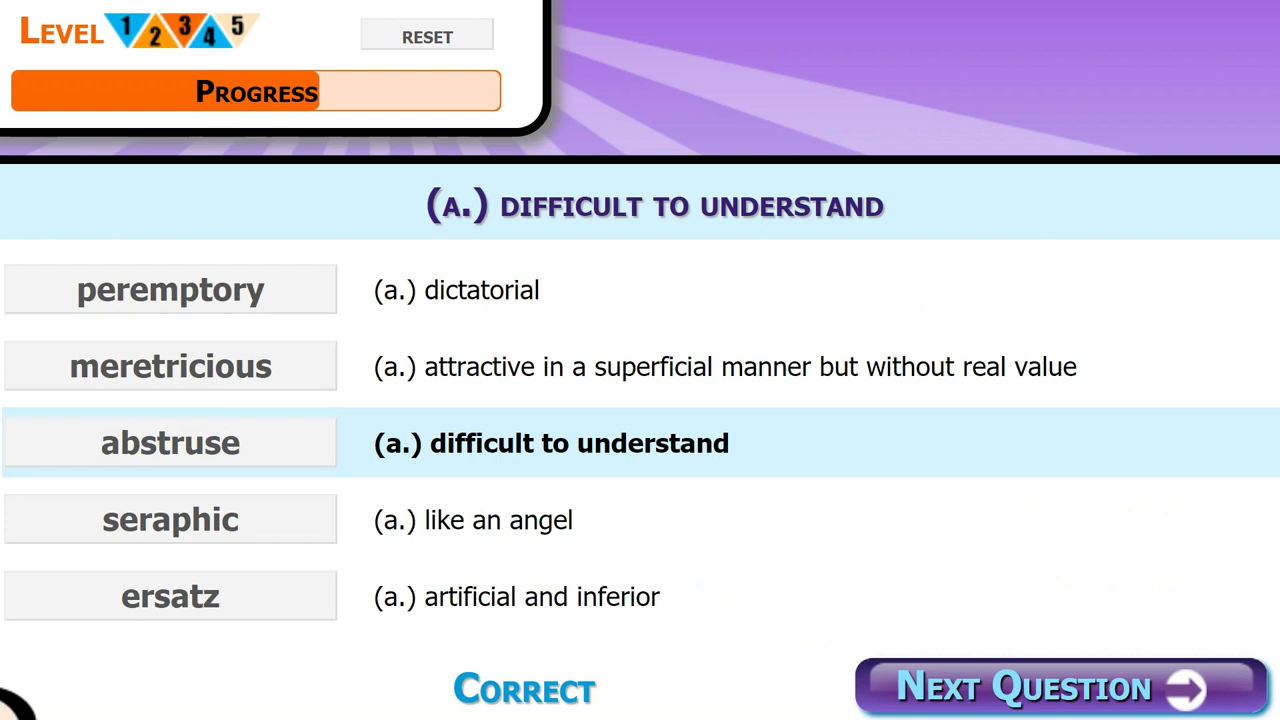 LEVEL 1 2 3 4 5
RESET
PROGRESS
(A.) DIFFICULT TO UNDERSTAND
peremptory (a.) dictatorial
meretricious (a.) attractive in a superficial manner but without real value
abstruse (a.) difficult to understand
seraphic (a.) like an angel
ersatz (a.) artificial and inferior
CORRECT
NEXT QUESTION